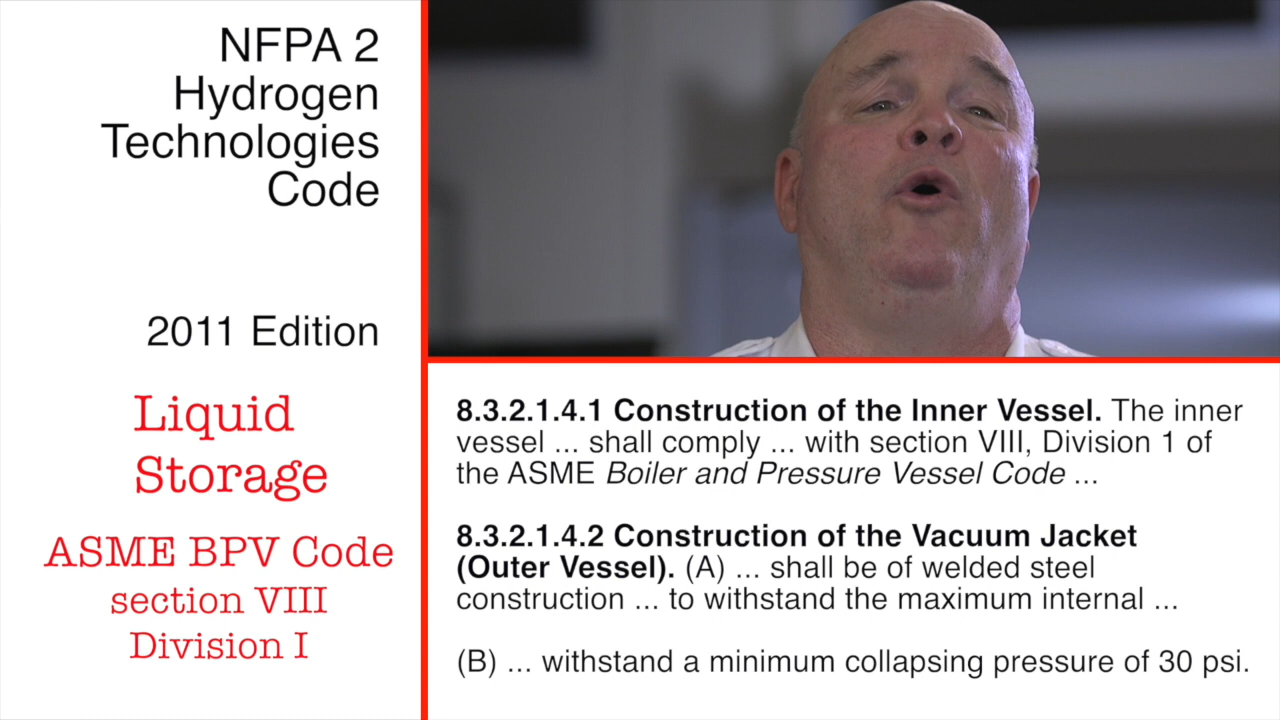 NFPA 2
Hydrogen
Technologies
Code
2011 Edition
Liquid
Storage
ASME BPV Code
section VIII
Division I
8.3.2.1.4.1 Construction of the Inner Vessel. The inner
vessel ... shall comply ... with section VIII, Division 1 of
the ASME Boiler and Pressure Vessel Code ...
8.3.2.1.4.2 Construction of the Vacuum Jacket
(Outer Vessel). (A) ... shall be of welded steel
construction ... to withstand the maximum internal ...
(B) ... withstand a minimum collapsing pressure of 30 psi.